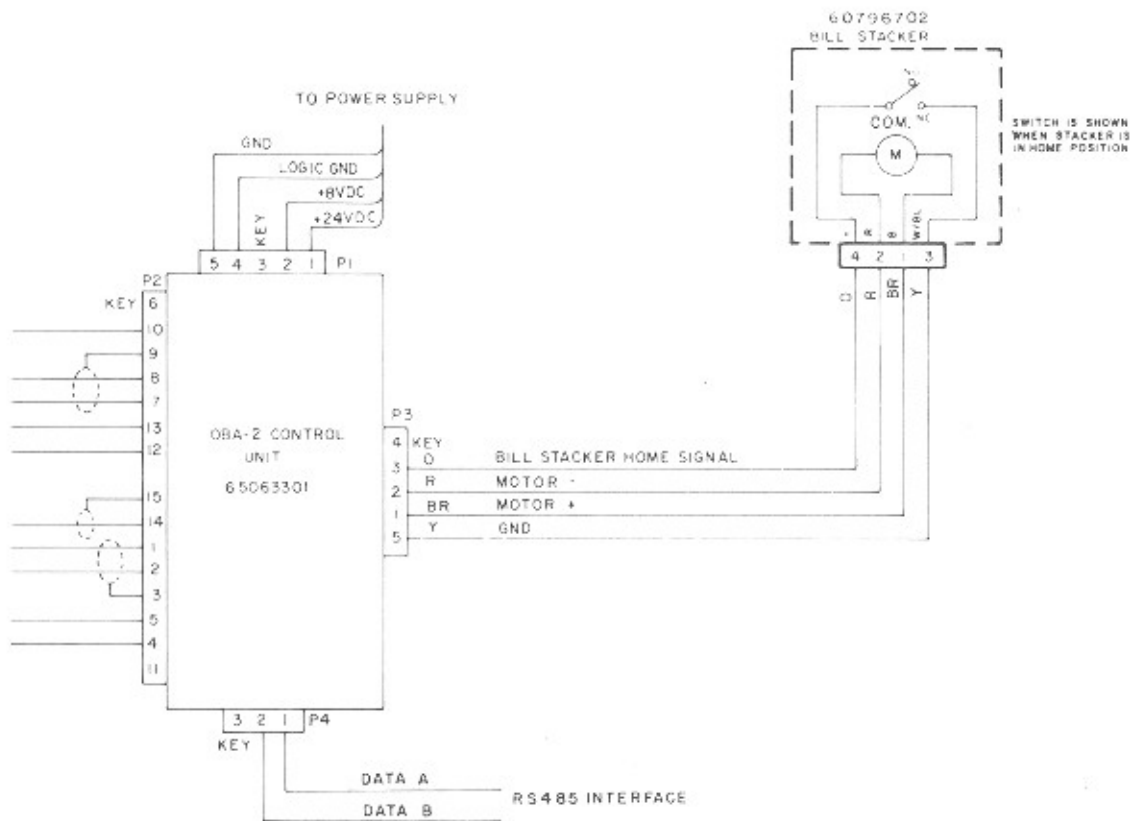 60796702
BILL STACKER
COM.
NC
M
SWITCH IS SHOWN
WHEN STACKER IS
IN HOME POSITION
R
B
W/BL
4 2 1 3
O
R
BR
Y
TO POWER SUPPLY
GND
LOGIC GND
+8VDC
+24VDC
KEY
5 4 3 2 1 P1
P2
KEY 6
10
9
8
7
13
12
15
14
1
2
3
5
4
11
OBA-2 CONTROL
UNIT
65063301
P3
4 KEY
3 O BILL STACKER HOME SIGNAL
2 R MOTOR -
1 BR MOTOR +
5 Y GND
3 2 1 P4
KEY
DATA A
DATA B
RS485 INTERFACE